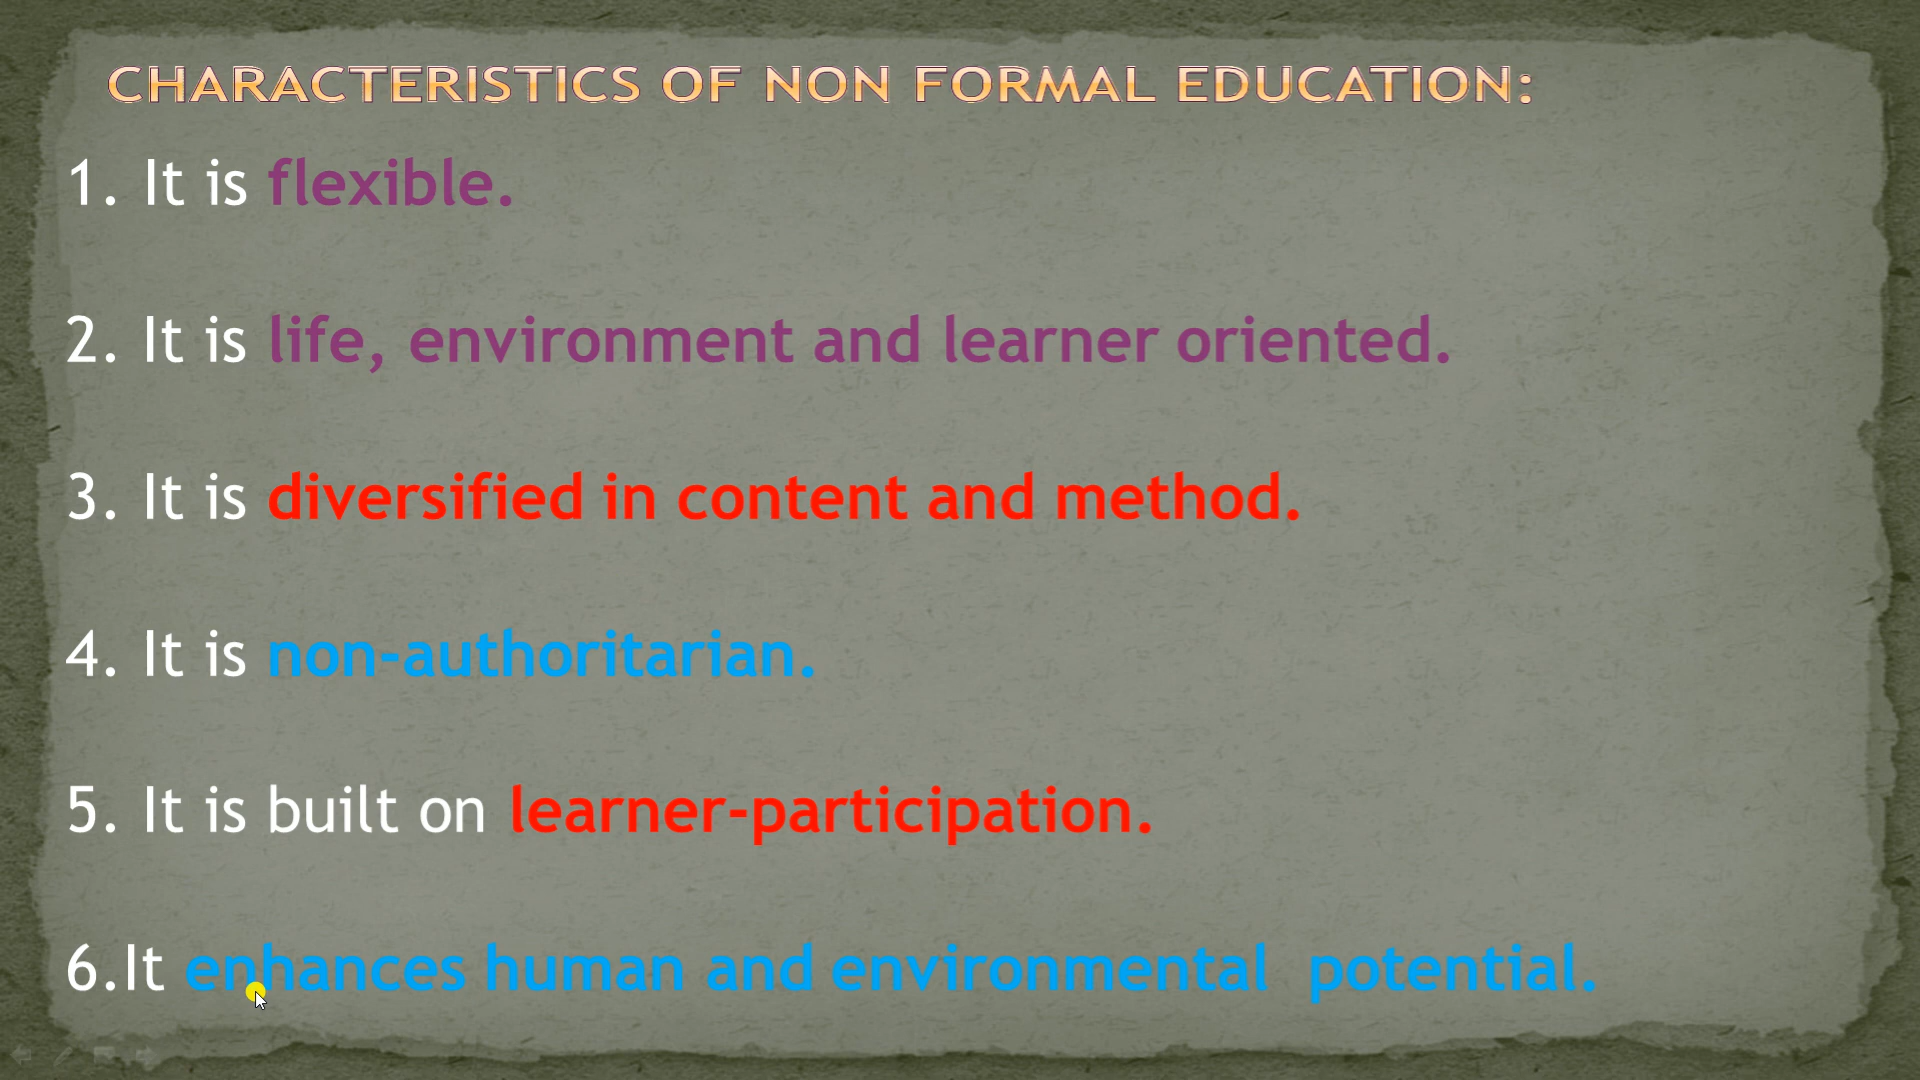 CHARACTERISTICS OF NON FORMAL EDUCATION:
1. It is flexible.
2. It is life, environment and learner oriented.
3. It is diversified in content and method.
4. It is non-authoritarian.
5. It is built on learner-participation.
6.It enhances human and environmental  potential.